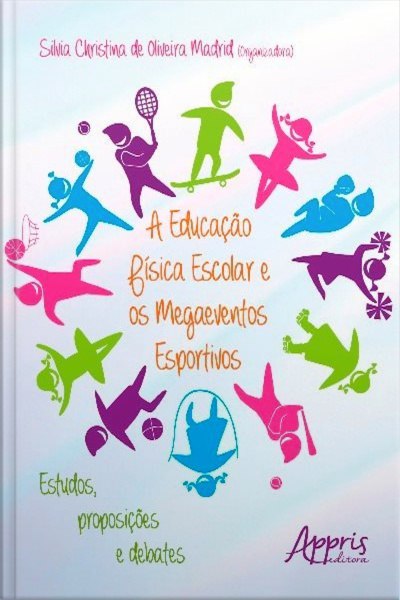 Silvia Christina de Oliveira Madrid (Organizadora)
A Educação
Física Escolar e
os Megaeventos
Esportivos
Estudos,
proposições
e debates
Appris
editora